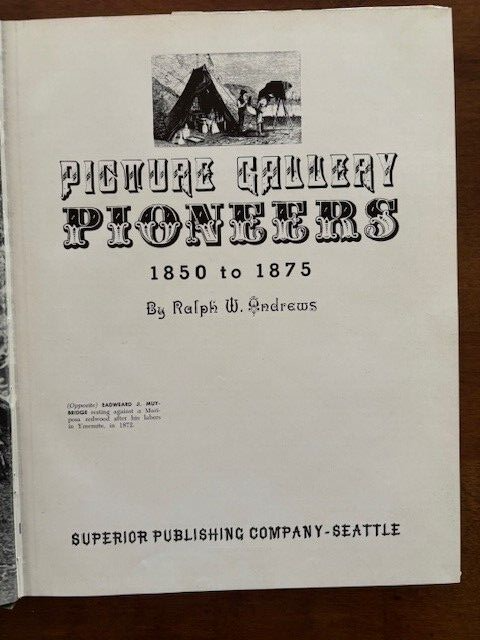 PICTURE GALLERY
PIONEERS
1850 to 1875
By Ralph W. Andrews
(Opposite) EADWEARD J. MUY-
BRIDGE resting against a Mari-
posa redwood after his labors
in Yosemite, in 1872.
SUPERIOR PUBLISHING COMPANY-SEATTLE